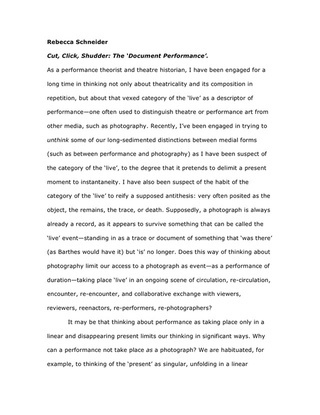 Rebecca Schneider
Cut, Click, Shudder: The ‘Document Performance’.
As a performance theorist and theatre historian, I have been engaged for a
long time in thinking not only about theatricality and its composition in
repetition, but about that vexed category of the ‘live’ as a descriptor of
performance—one often used to distinguish theatre or performance art from
other media, such as photography. Recently, I’ve been engaged in trying to
unthink some of our long-sedimented distinctions between medial forms
(such as between performance and photography) as I have been suspect of
the category of the ‘live’, to the degree that it pretends to delimit a present
moment to instantaneity. I have also been suspect of the habit of the
category of the ‘live’ to reify a supposed antithesis: very often posited as the
object, the remains, the trace, or death. Supposedly, a photograph is always
already a record, as it appears to survive something that can be called the
‘live’ event—standing in as a trace or document of something that ‘was there’
(as Barthes would have it) but ‘is’ no longer. Does this way of thinking about
photography limit our access to a photograph as event—as a performance of
duration—taking place ‘live’ in an ongoing scene of circulation, re-circulation,
encounter, re-encounter, and collaborative exchange with viewers,
reviewers, reenactors, re-performers, re-photographers?
It may be that thinking about performance as taking place only in a
linear and disappearing present limits our thinking in significant ways. Why
can a performance not take place as a photograph? We are habituated, for
example, to thinking of the ‘present’ as singular, unfolding in a linear